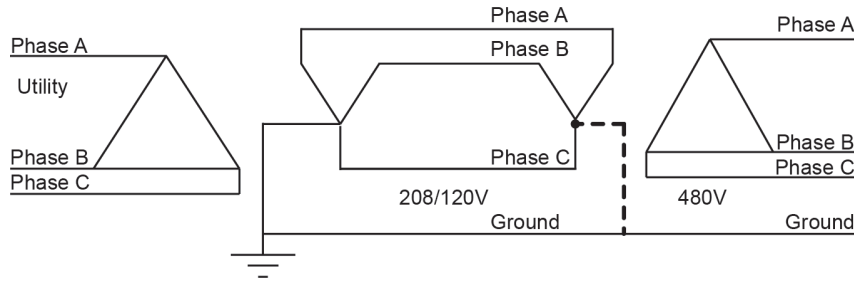 Phase A
Utility
Phase B
Phase C
Phase A
Phase B
Phase C
208/120V
Ground
Phase A
Phase B
Phase C
480V
Ground